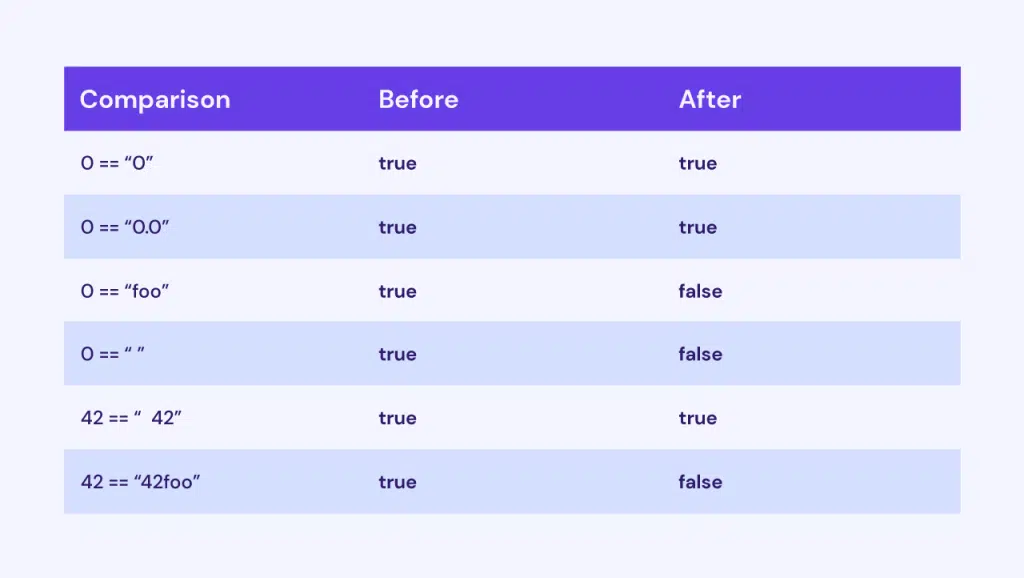 Comparison Before After
0 == “0” true true
0 == “0.0” true true
0 == “foo” true false
0 == “ ” true false
42 == “  42” true true
42 == “42foo” true false